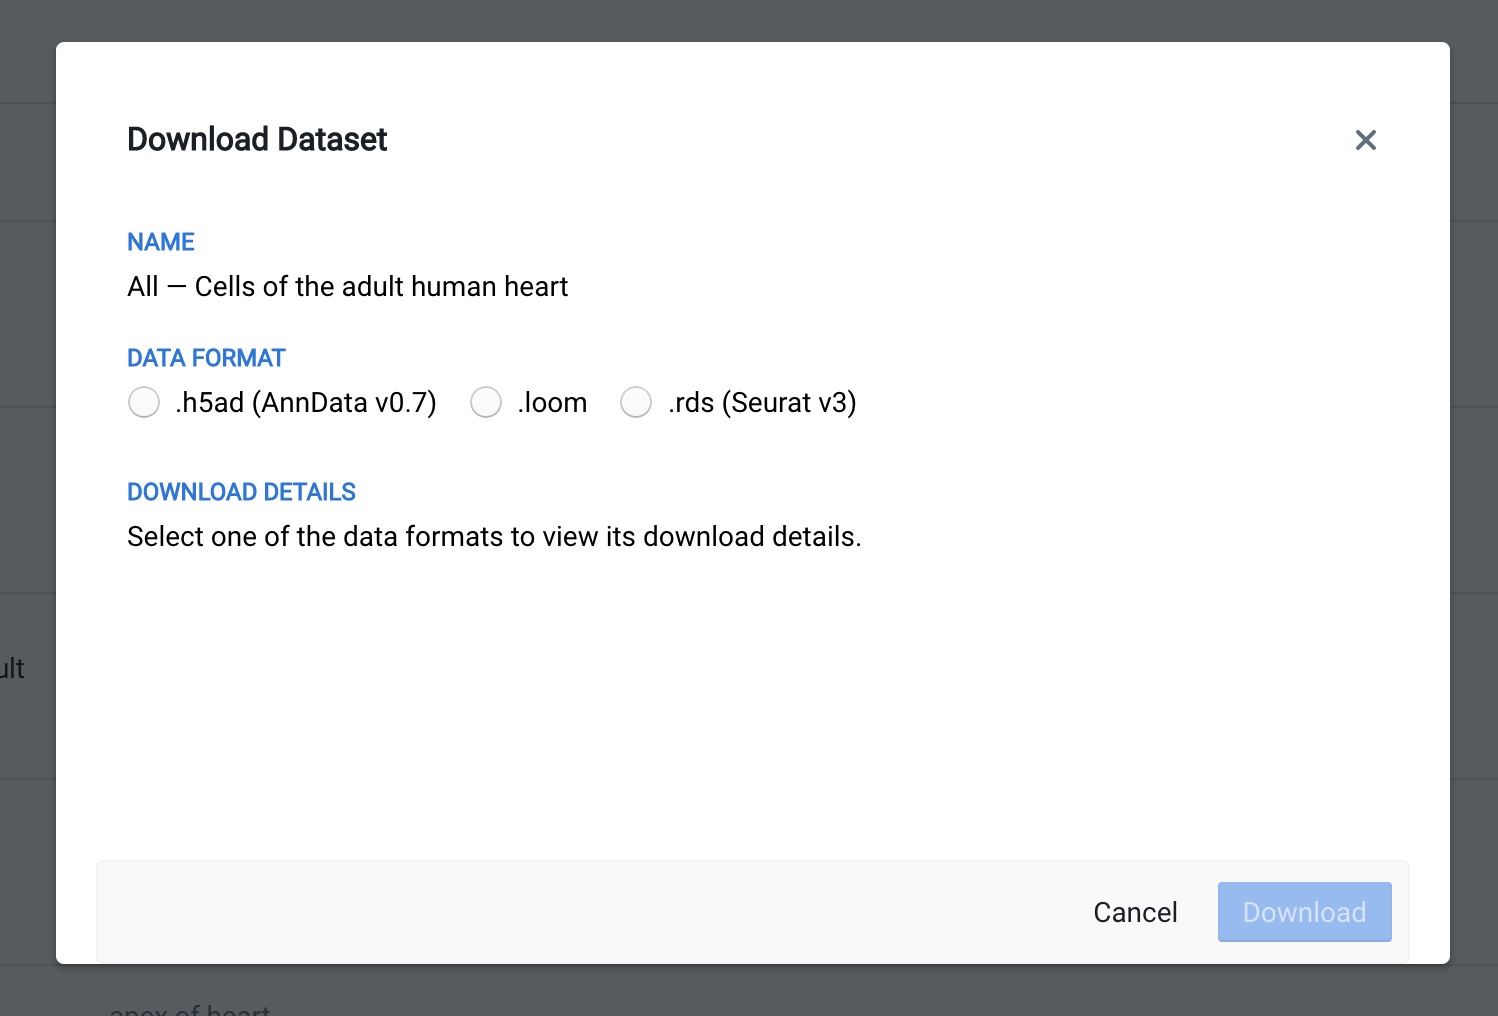 Download Dataset
NAME
All — Cells of the adult human heart
DATA FORMAT
.h5ad (AnnData v0.7) .loom .rds (Seurat v3)
DOWNLOAD DETAILS
Select one of the data formats to view its download details.
ult
Cancel Download
apex of heart